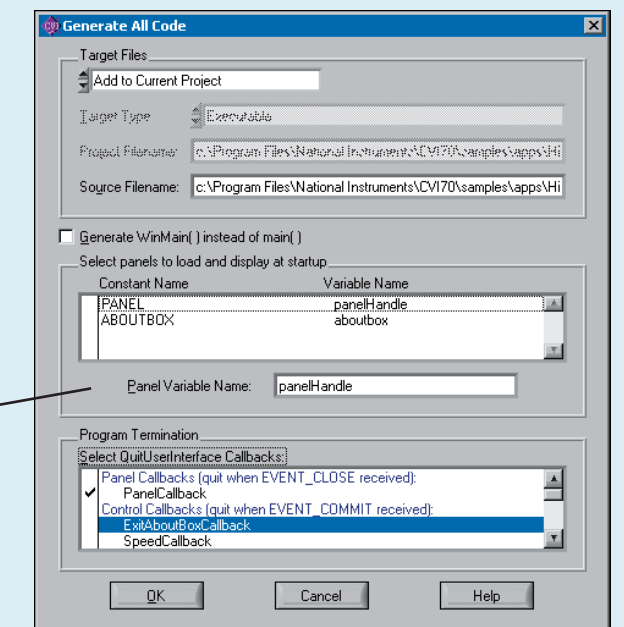 CVI Generate All Code
Target Files
Add to Current Project
Target Type Executable
Project Filename: c:\Program Files\National Instruments\CVI70\samples\apps\Hi
Source Filename: c:\Program Files\National Instruments\CVI70\samples\apps\Hi
Generate WinMain( ) instead of main( )
Select panels to load and display at startup
Constant Name Variable Name
PANEL panelHandle
ABOUTBOX aboutbox
Panel Variable Name: panelHandle
Program Termination
Select QuitUserInterface Callbacks:
Panel Callbacks (quit when EVENT_CLOSE received):
PanelCallback
Control Callbacks (quit when EVENT_COMMIT received):
ExitAboutBoxCallback
SpeedCallback
OK Cancel Help